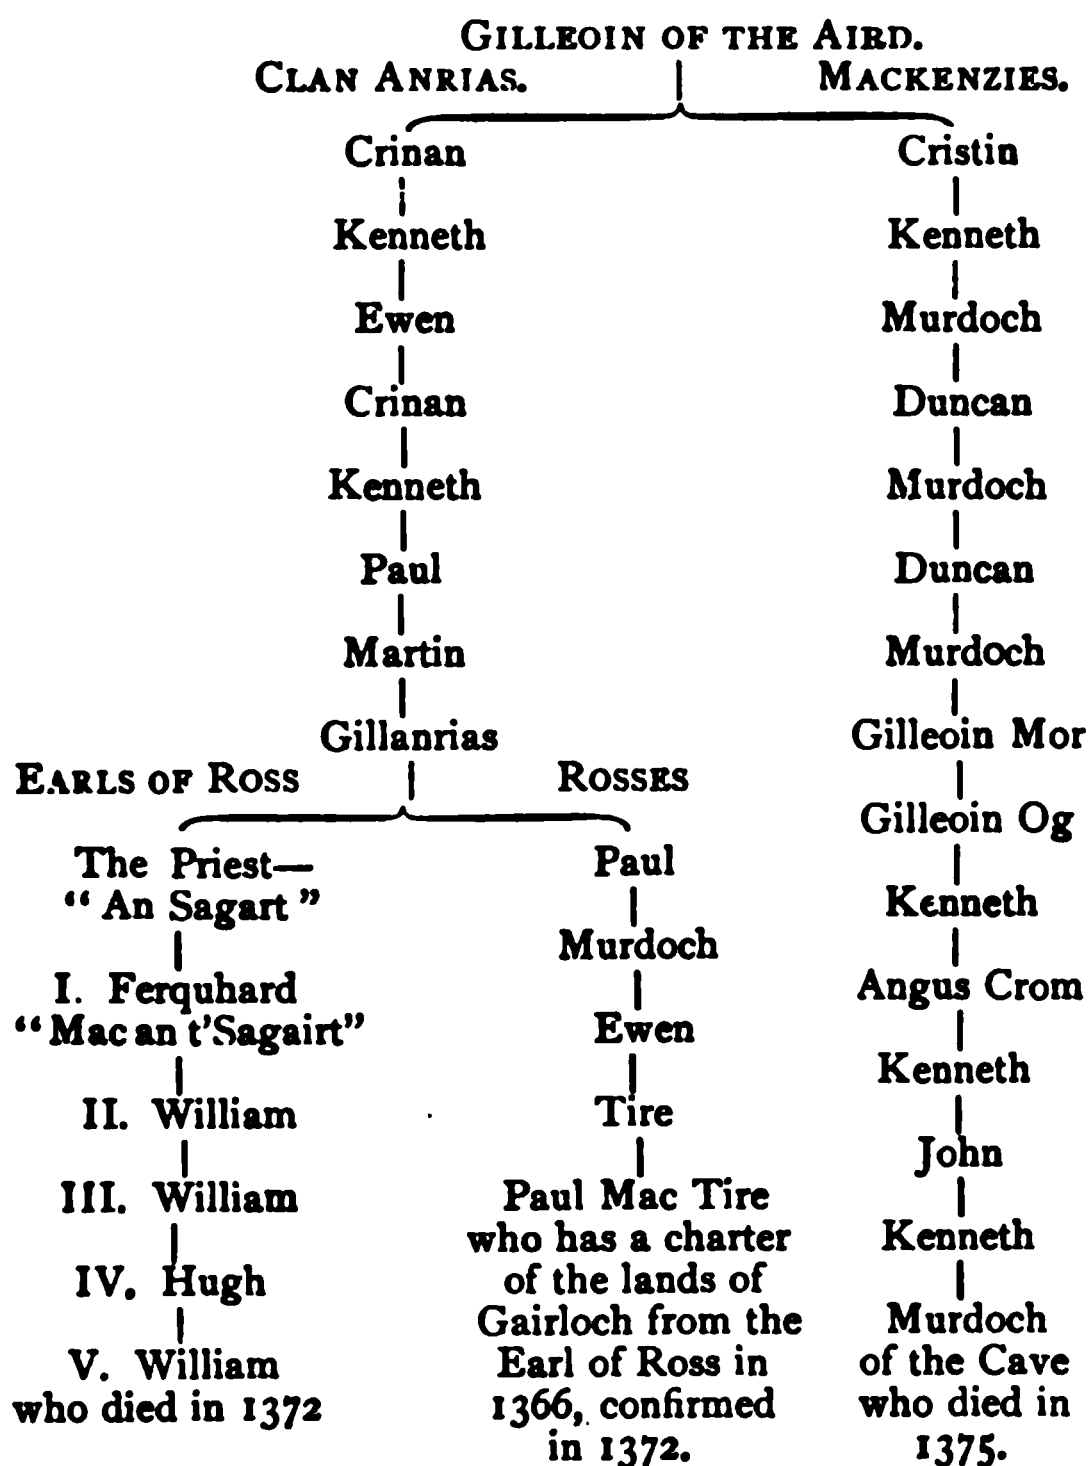 GILLEOIN OF THE AIRD.
CLAN ANRIAS. MACKENZIES.
Crinan Cristin
Kenneth Kenneth
Ewen Murdoch
Crinan Duncan
Kenneth Murdoch
Paul Duncan
Martin Murdoch
Gillanrias Gilleoin Mor
EARLS OF ROSS ROSSES
Gilleoin Og
The Priest— Paul
“An Sagart” Kenneth
Murdoch
I. Ferquhard Angus Crom
“Mac an t'Sagairt” Ewen
Kenneth
II. William Tire
John
III. William Paul Mac Tire
who has a charter Kenneth
IV. Hugh of the lands of
Gairloch from the Murdoch
V. William Earl of Ross in of the Cave
who died in 1372 1366, confirmed who died in
in 1372. 1375.